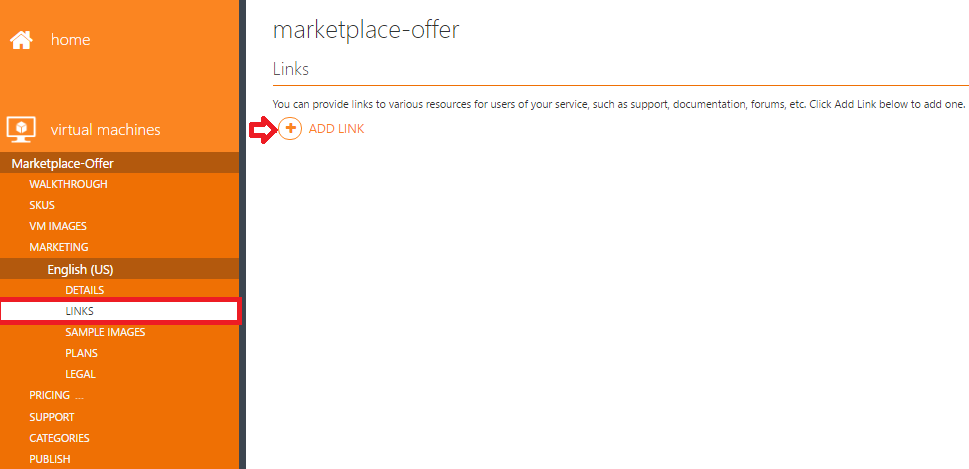 home
virtual machines
Marketplace-Offer
WALKTHROUGH
SKUS
VM IMAGES
MARKETING
English (US)
DETAILS
LINKS
SAMPLE IMAGES
PLANS
LEGAL
PRICING ...
SUPPORT
CATEGORIES
PUBLISH
marketplace-offer
Links
You can provide links to various resources for users of your service, such as support, documentation, forums, etc. Click Add Link below to add one.
ADD LINK